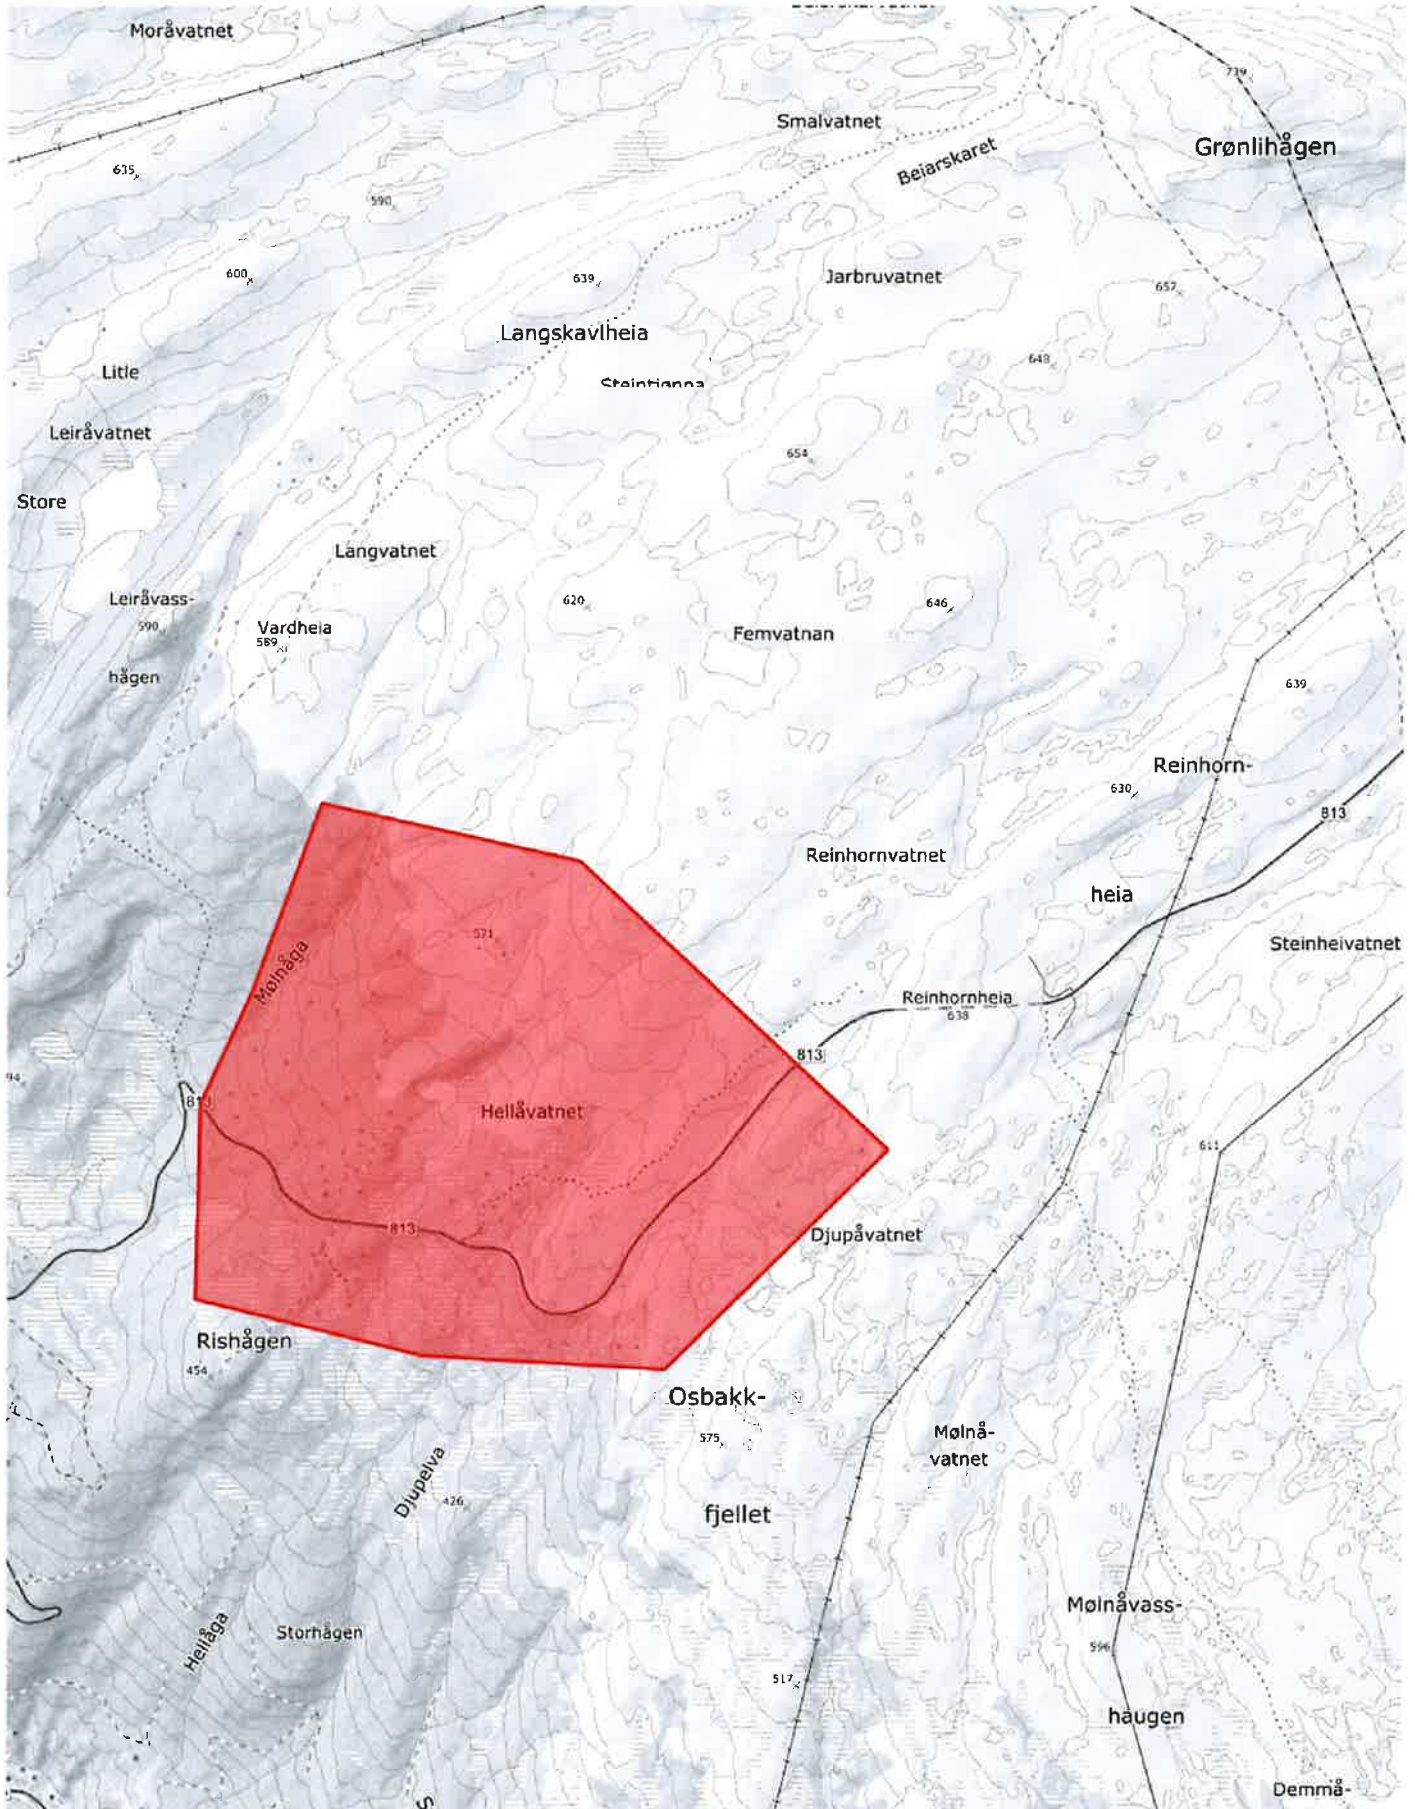 Moråvatnet
739
Smalvatnet
Grønlihågen
Beiarskaret
635
590
600
639
Jarbruvatnet
657
Langskavlheia
648
Litle
Leiråvatnet
654
Store
Langvatnet
Leiråvass-
620
646
590
Vardheia
Femvatnan
589
hågen
639
Reinhorn-
630
813
Reinhornvatnet
heia
571
Steinheivatnet
Mølnåga
Reinhornheia
638
813
94
813
Hellåvatnet
611
813
Djupåvatnet
Rishågen
454
Osbakk-
575
Mølnå-
vatnet
Djupelva
426
fjellet
Mølnåvass-
Hellåga
Storhågen
596
517
haugen
Demmå-
S